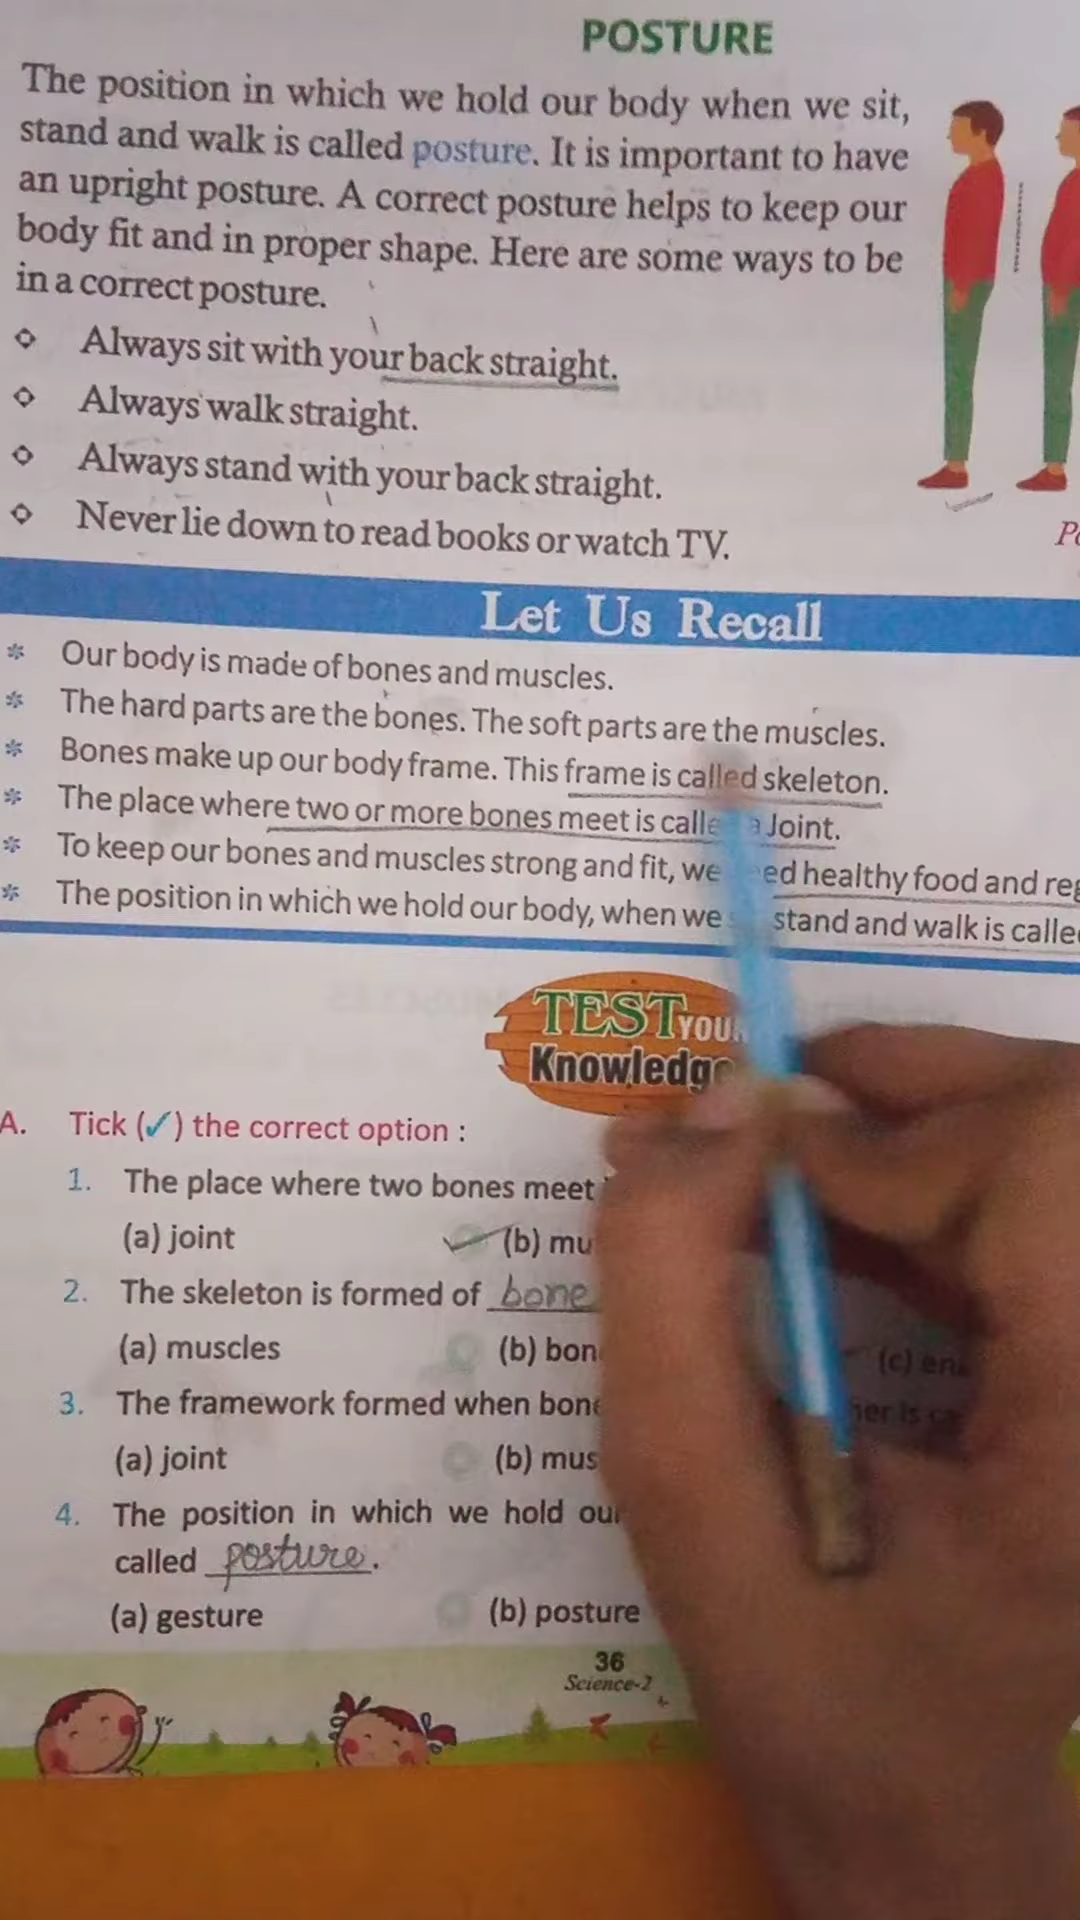 POSTURE
The position in which we hold our body when we sit,
stand and walk is called posture. It is important to have
an upright posture. A correct posture helps to keep our
body fit and in proper shape. Here are some ways to be
in a correct posture.
Always sit with your back straight.
Always walk straight.
Always stand with your back straight.
Never lie down to read books or watch TV.
Let Us Recall
Our body is made of bones and muscles.
The hard parts are the bones. The soft parts are the muscles.
Bones make up our body frame. This frame is called skeleton.
The place where two or more bones meet is called a Joint.
To keep our bones and muscles strong and fit, we healthy food and
The position in which we hold our body, when we stand and walk is
TEST
Knowledge
A. Tick (✓) the correct option :
1. The place where two bones meet
(a) joint (b)
2. The skeleton is formed of bone
(a) muscles (b) (c)
3. The framework formed when
(a) joint (b)
4. The position in which we hold
called posture.
(a) gesture (b) posture
36
Science-2